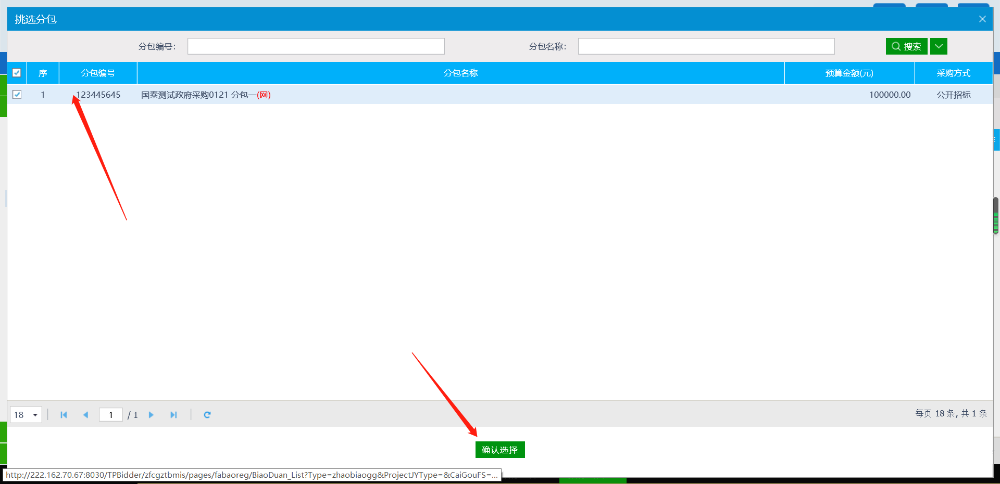 挑选分包
分包编号：
分包名称：
搜索
序 分包编号 分包名称 预算金额(元) 采购方式
1 123445645 国泰测试政府采购0121 分包一(网) 100000.00 公开招标
18 1 / 1 每页 18 条, 共 1 条
确认选择
http://222.162.70.67:8030/TPBidder/zfcgztbmis/pages/fabaoreg/BiaoDuan_List?Type=zhaobiaogg&ProjectJYType=&CaiGouFS=...